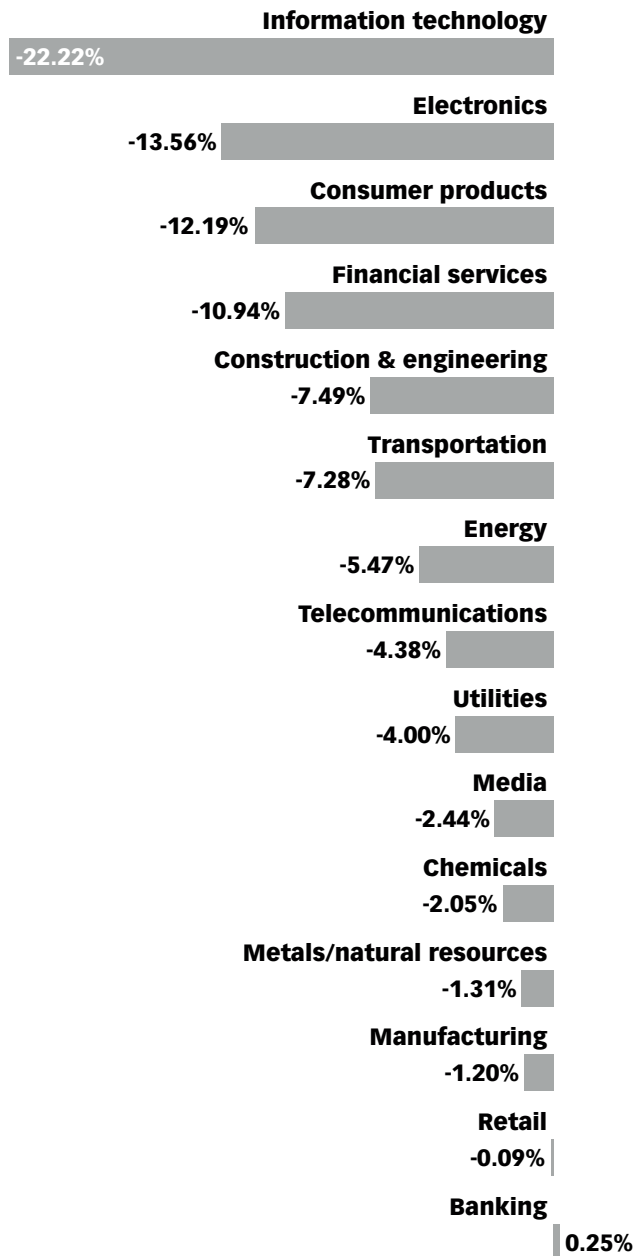 Information technology
-22.22%
Electronics
-13.56%
Consumer products
-12.19%
Financial services
-10.94%
Construction & engineering
-7.49%
Transportation
-7.28%
Energy
-5.47%
Telecommunications
-4.38%
Utilities
-4.00%
Media
-2.44%
Chemicals
-2.05%
Metals/natural resources
-1.31%
Manufacturing
-1.20%
Retail
-0.09%
Banking
0.25%